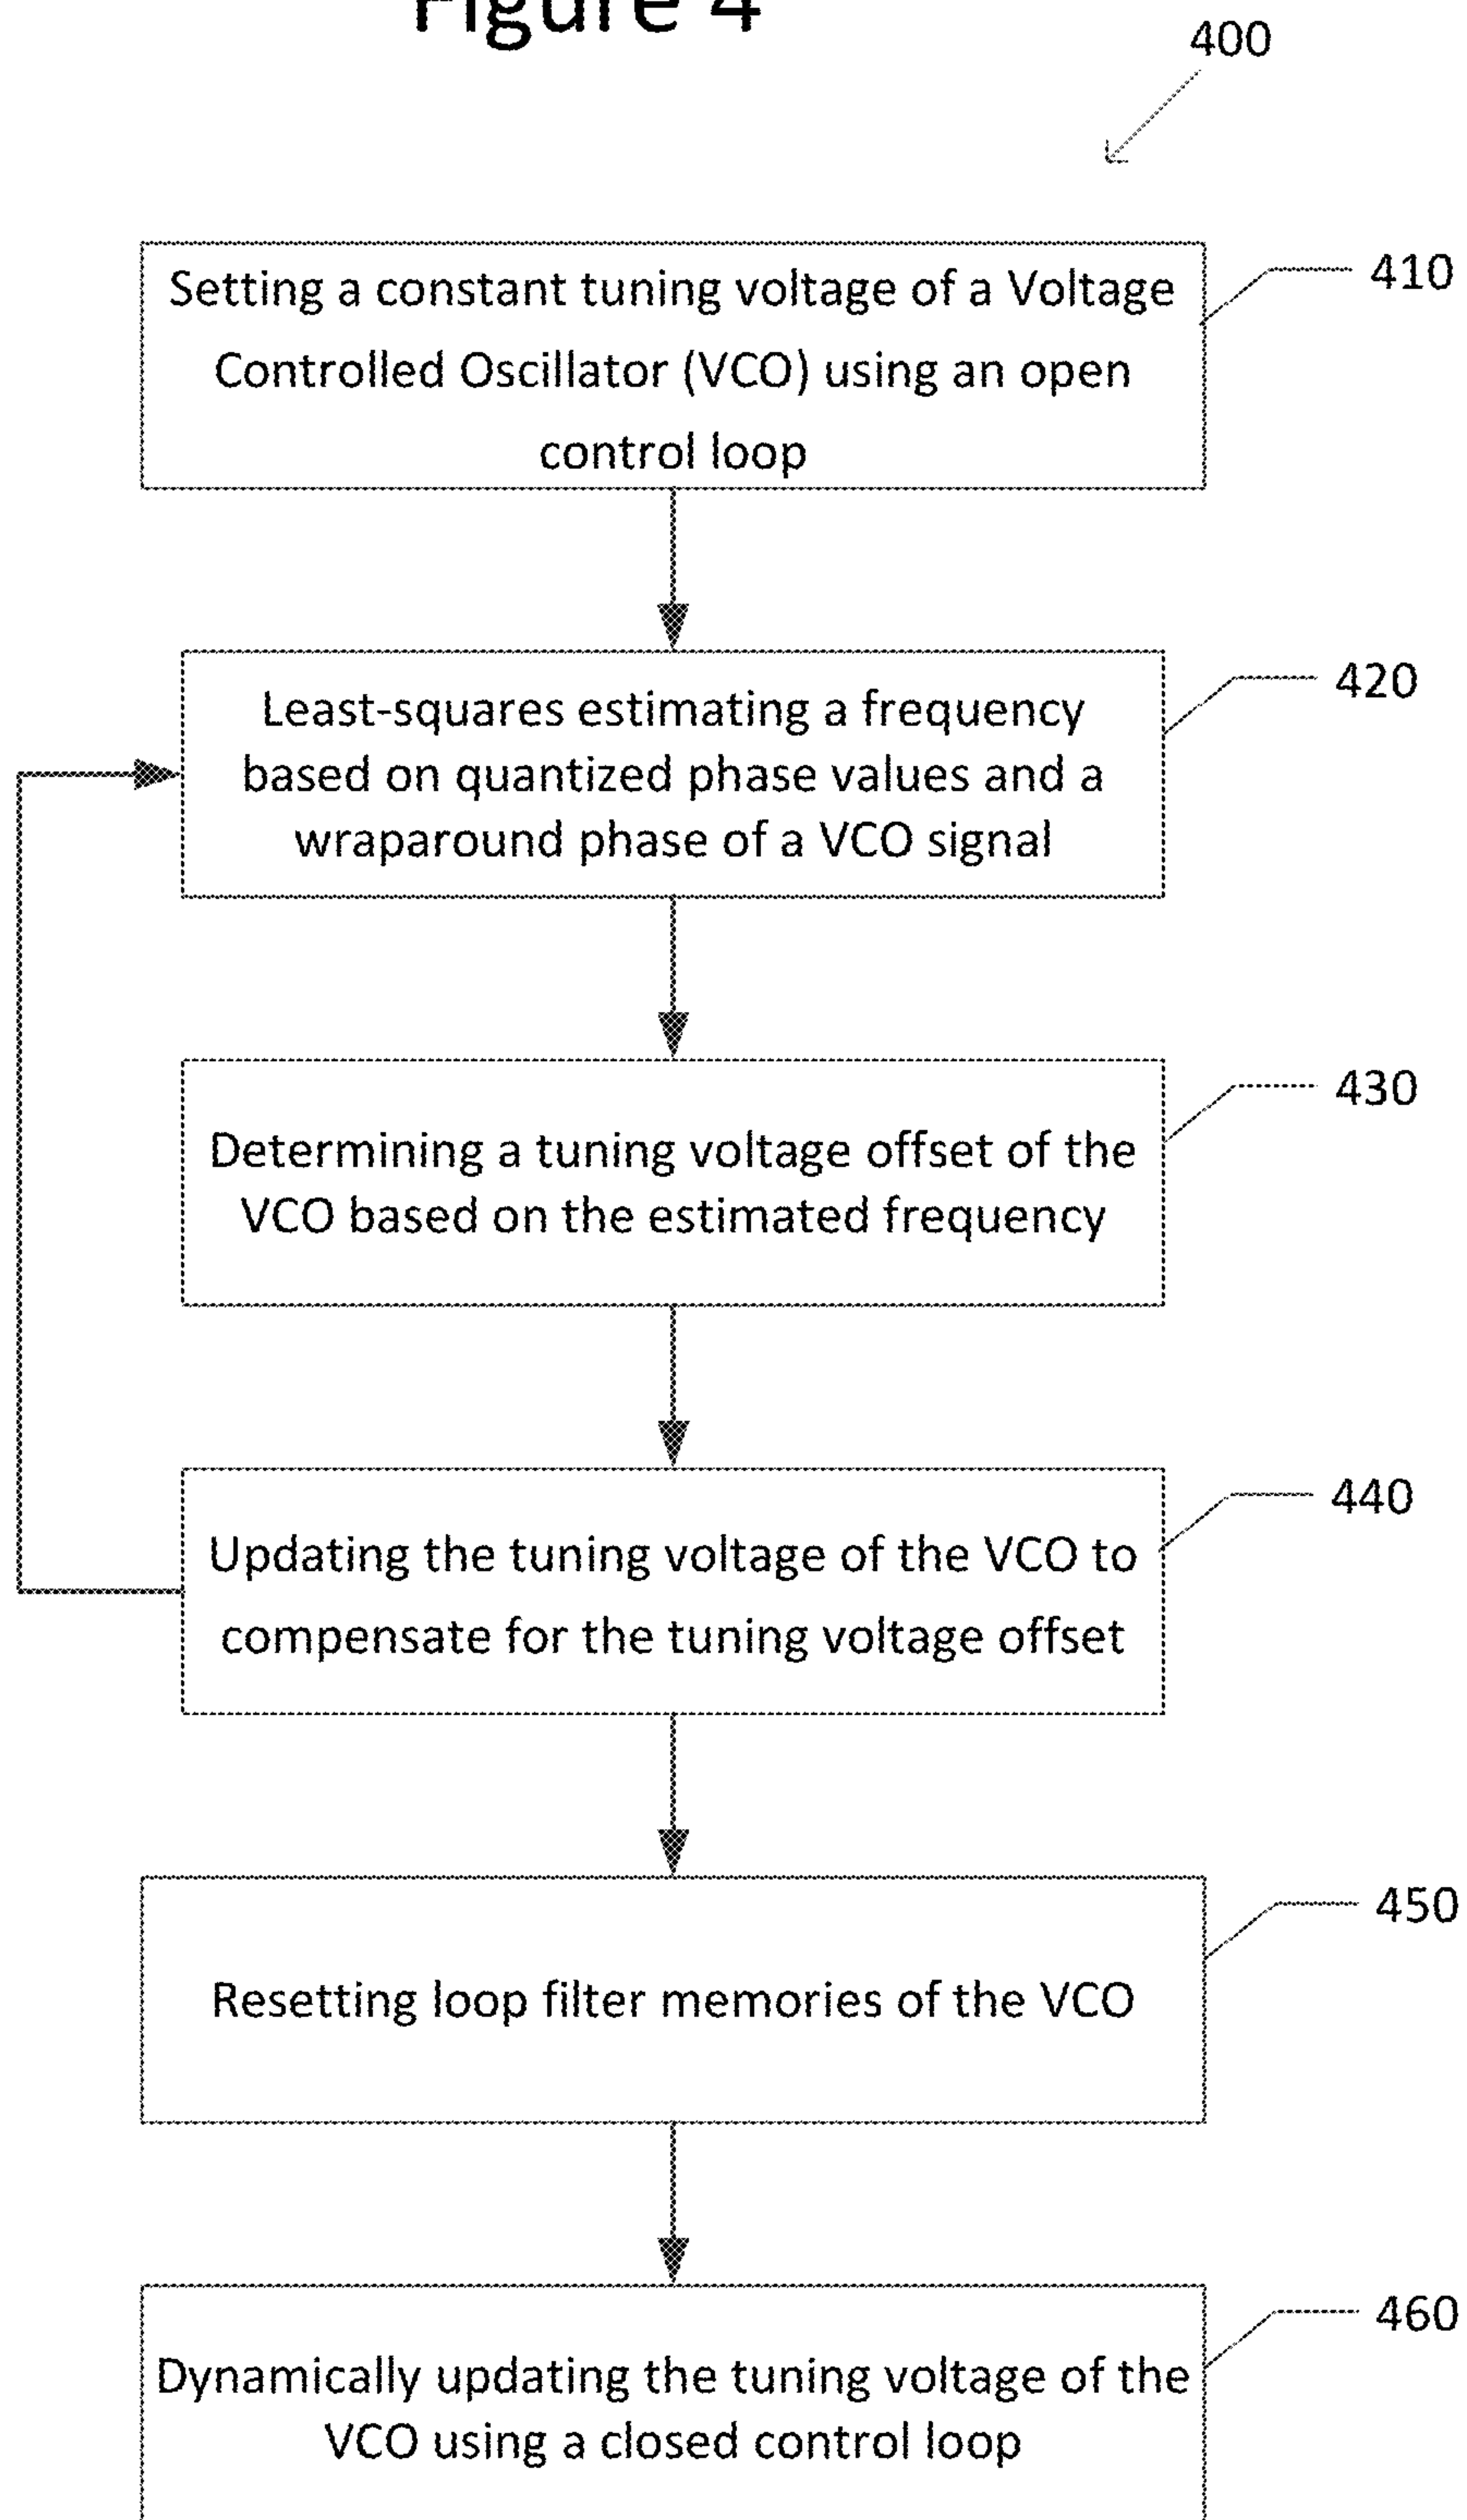 Figure 4
400
Setting a constant tuning voltage of a Voltage
Controlled Oscillator (VCO) using an open
control loop
410
Least-squares estimating a frequency
based on quantized phase values and a
wraparound phase of a VCO signal
420
Determining a tuning voltage offset of the
VCO based on the estimated frequency
430
Updating the tuning voltage of the VCO to
compensate for the tuning voltage offset
440
Resetting loop filter memories of the VCO
450
Dynamically updating the tuning voltage of the
VCO using a closed control loop
460